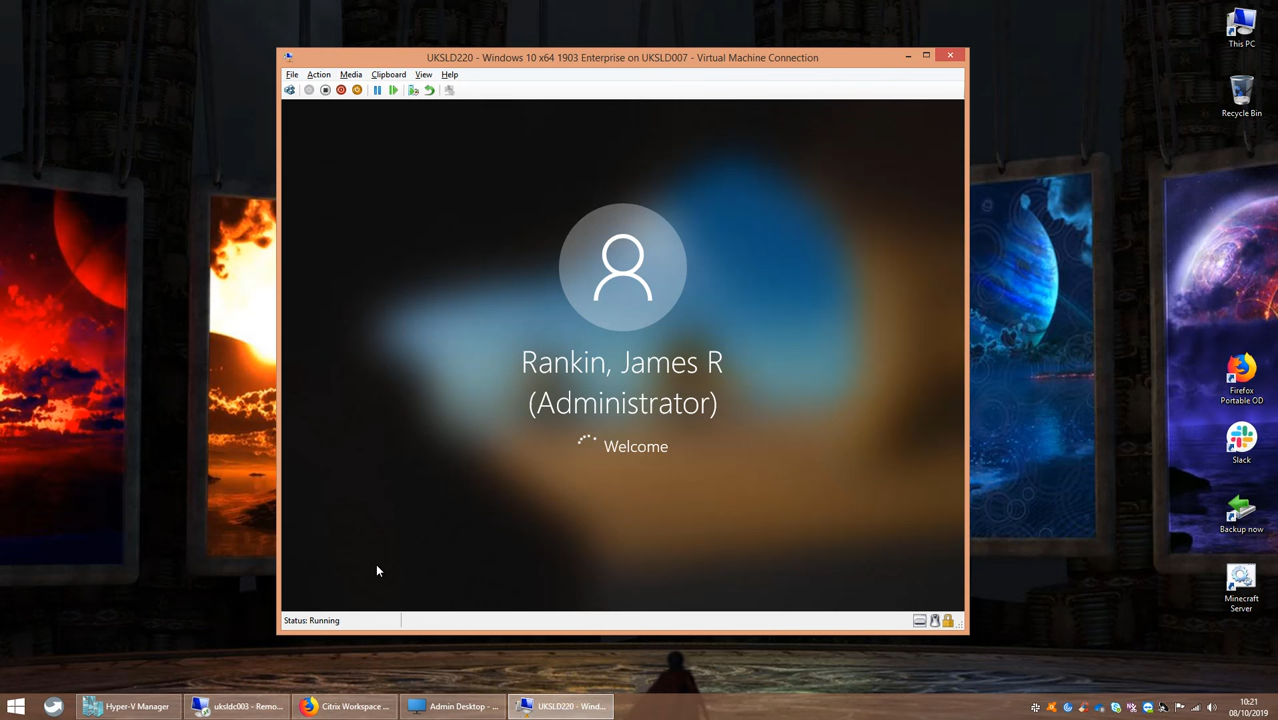 This PC
Recycle Bin
Firefox
Portable OD
Slack
Backup now
Minecraft
Server
UKSLD220 - Windows 10 x64 1903 Enterprise on UKSLD007 - Virtual Machine Connection
File Action Media Clipboard View Help
Rankin, James R
(Administrator)
Welcome
Status: Running
Hyper-V Manager
uksldc003 - Remo...
Citrix Workspace ...
Admin Desktop - ...
UKSLD220 - Wind...
10:21
08/10/2019